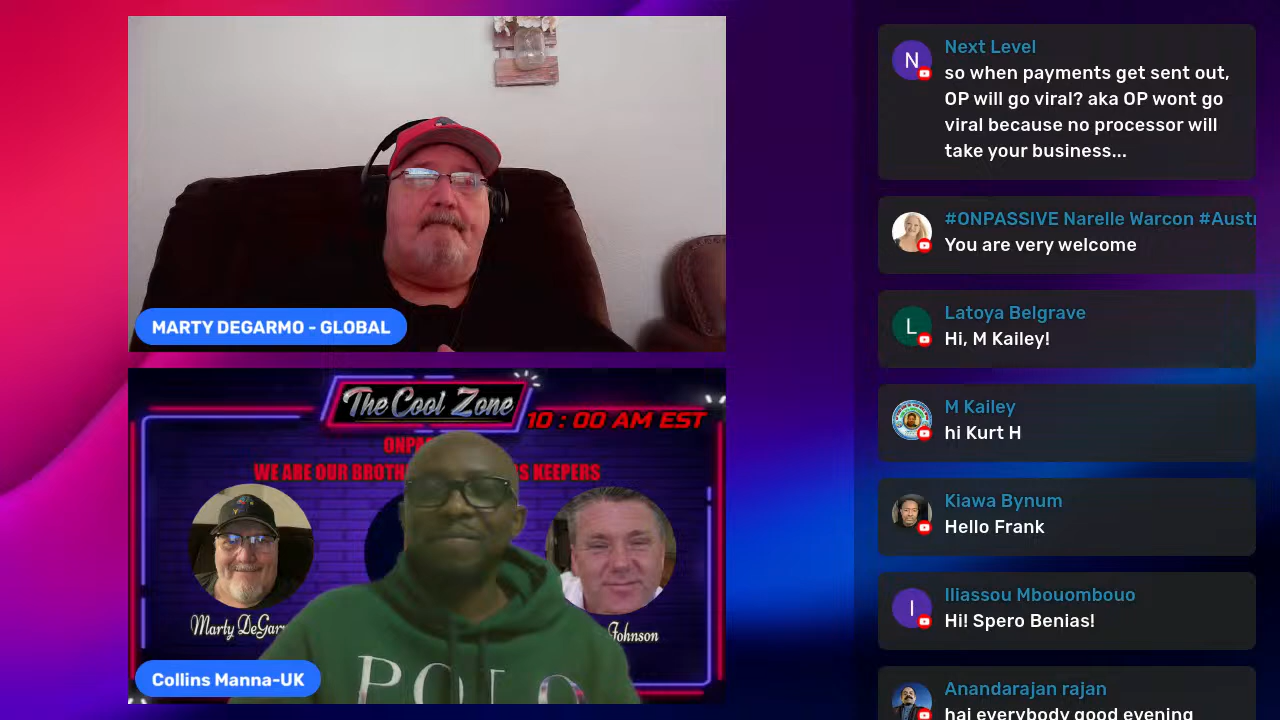 MARTY DEGARMO - GLOBAL
The Cool Zone
10 : 00 AM EST
WE ARE OUR
KEEPERS
Marty
Johnson
POLO
Collins Manna-UK
N
Next Level
so when payments get sent out,
OP will go viral? aka OP wont go
viral because no processor will
take your business...
#ONPASSIVE Narelle Warcon #Austr
You are very welcome
L
Latoya Belgrave
Hi, M Kailey!
M Kailey
hi Kurt H
Kiawa Bynum
Hello Frank
I
Iliassou Mbouombouo
Hi! Spero Benias!
Anandarajan rajan
hai everybody good evening